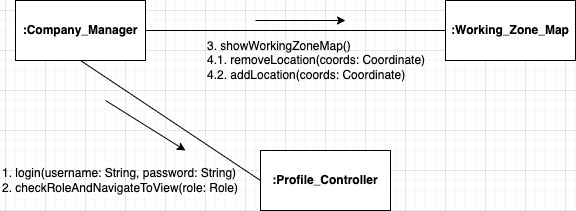 :Company_Manager
:Working_Zone_Map
3. showWorkingZoneMap()
4.1. removeLocation(coords: Coordinate)
4.2. addLocation(coords: Coordinate)
1. login(username: String, password: String)
2. checkRoleAndNavigateToView(role: Role)
:Profile_Controller